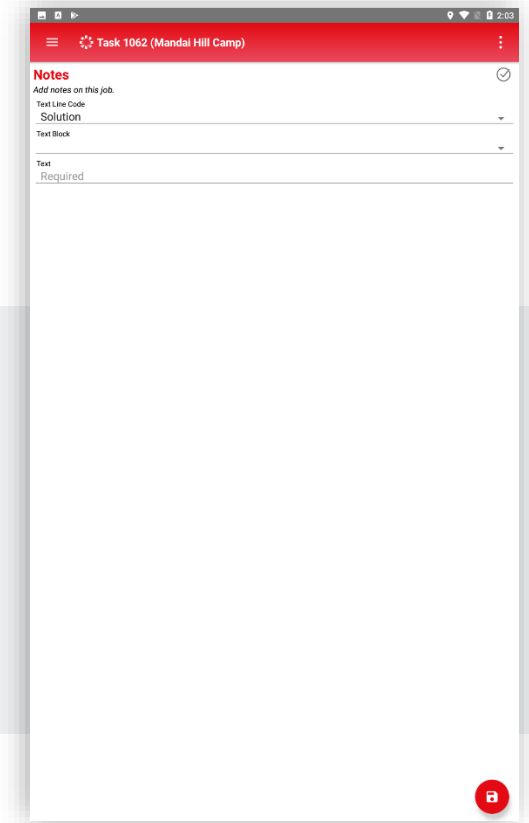 2:03
Task 1062 (Mandai Hill Camp)
Notes
Add notes on this job.
Text Line Code
Solution
Text Block
Text
Required